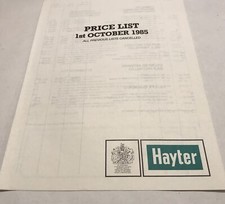 PRICE LIST
1st OCTOBER 1985
ALL PREVIOUS LISTS CANCELLED
Hayter